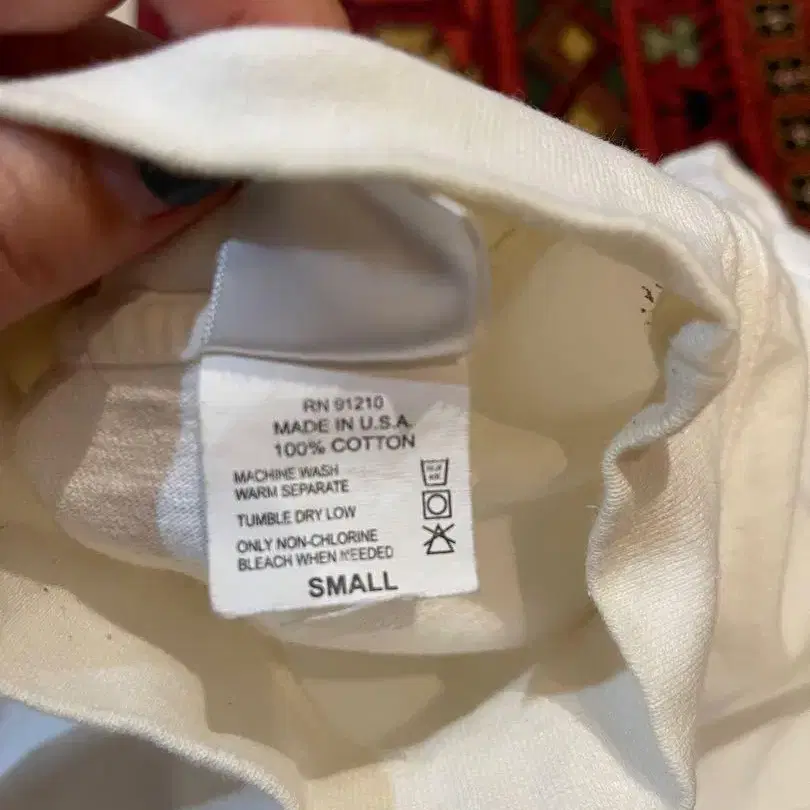 RN 91210
MADE IN U.S.A.
100% COTTON
MACHINE WASH
WARM SEPARATE
TUMBLE DRY LOW
ONLY NON-CHLORINE
BLEACH WHEN NEEDED
SMALL